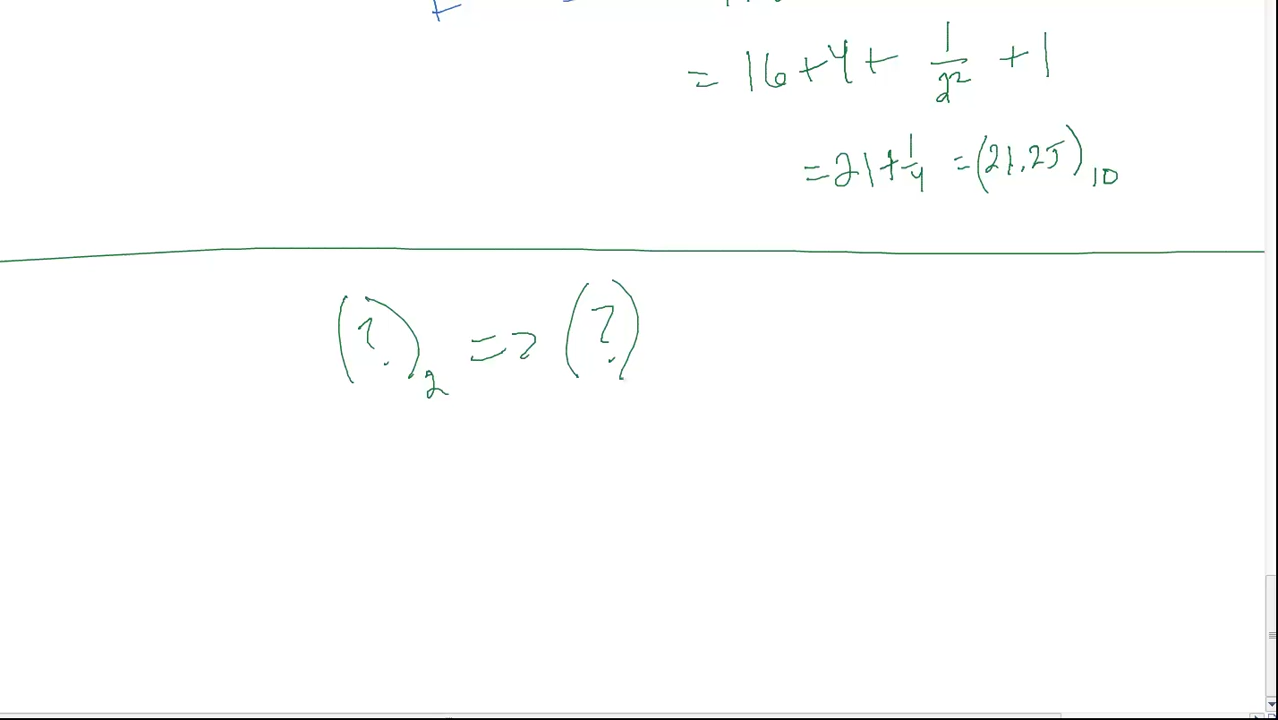 = 16 + 4 + 1/2² + 1
= 21 + 1/4 = (21.25)₁₀
(?)₂ => (?)